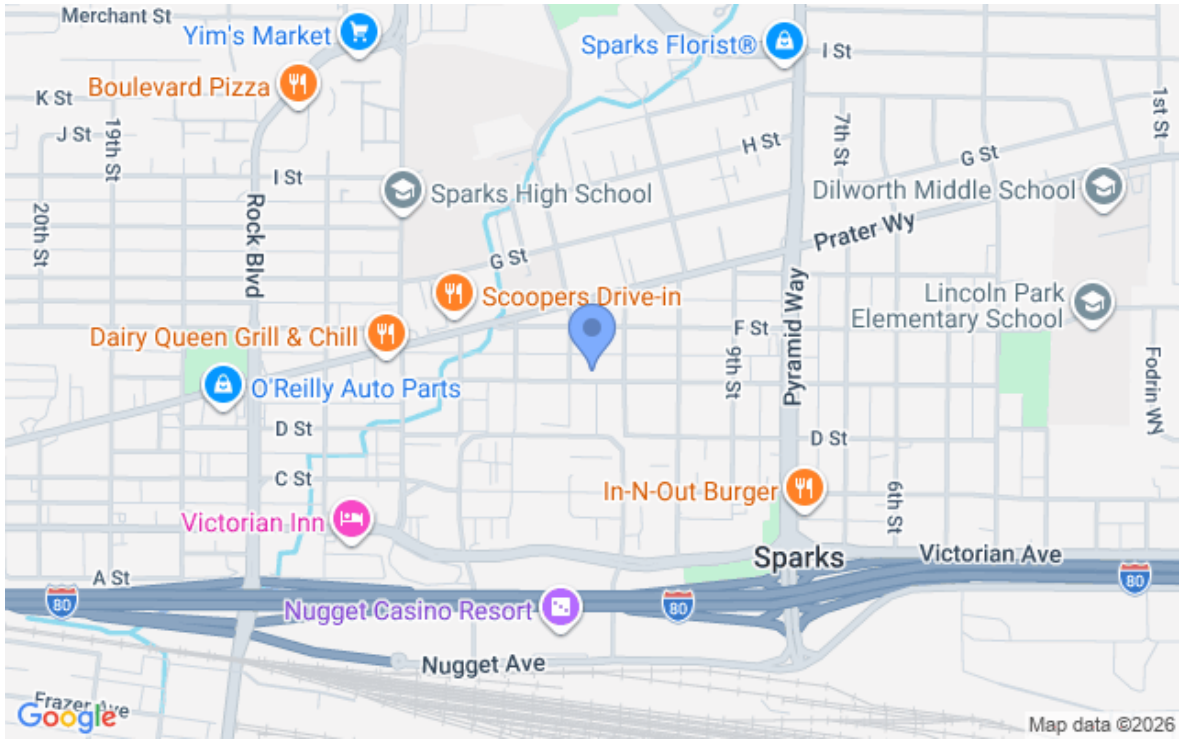 Merchant St
Yim's Market
Sparks Florist®
I St
Boulevard Pizza
K St
J St
19th St
1st St
7th St
H St
G St
I St
Sparks High School
Dilworth Middle School
20th St
Rock Blvd
Prater Wy
G St
Scoopers Drive-in
Pyramid Way
Lincoln Park
Elementary School
Dairy Queen Grill & Chill
F St
9th St
O'Reilly Auto Parts
Fodrin Wy
D St
D St
C St
In-N-Out Burger
6th St
Victorian Inn
Sparks
Victorian Ave
A St
80
80
80
Nugget Casino Resort
Nugget Ave
Frazer Ave
Google
Map data ©2026